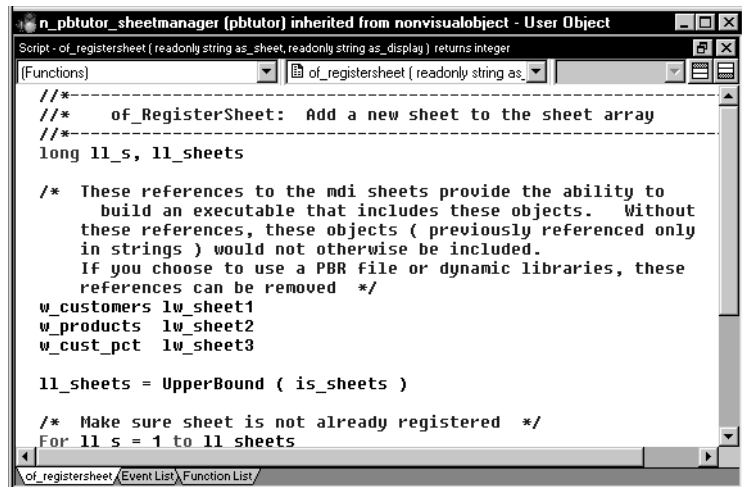 n_pbtutor_sheetmanager (pbtutor) inherited from nonvisualobject - User Object
Script - of_registersheet ( readonly string as_sheet, readonly string as_display ) returns integer
(Functions) of_registersheet ( readonly string as_
//*-----------------------------------------------------------------
//* of_RegisterSheet: Add a new sheet to the sheet array
//*-----------------------------------------------------------------
long ll_s, ll_sheets
/* These references to the mdi sheets provide the ability to
build an executable that includes these objects. Without
these references, these objects ( previously referenced only
in strings ) would not otherwise be included.
If you choose to use a PBR file or dynamic libraries, these
references can be removed */
w_customers lw_sheet1
w_products lw_sheet2
w_cust_pct lw_sheet3
ll_sheets = UpperBound ( is_sheets )
/* Make sure sheet is not already registered */
For ll_s = 1 to ll_sheets
of_registersheet Event List Function List